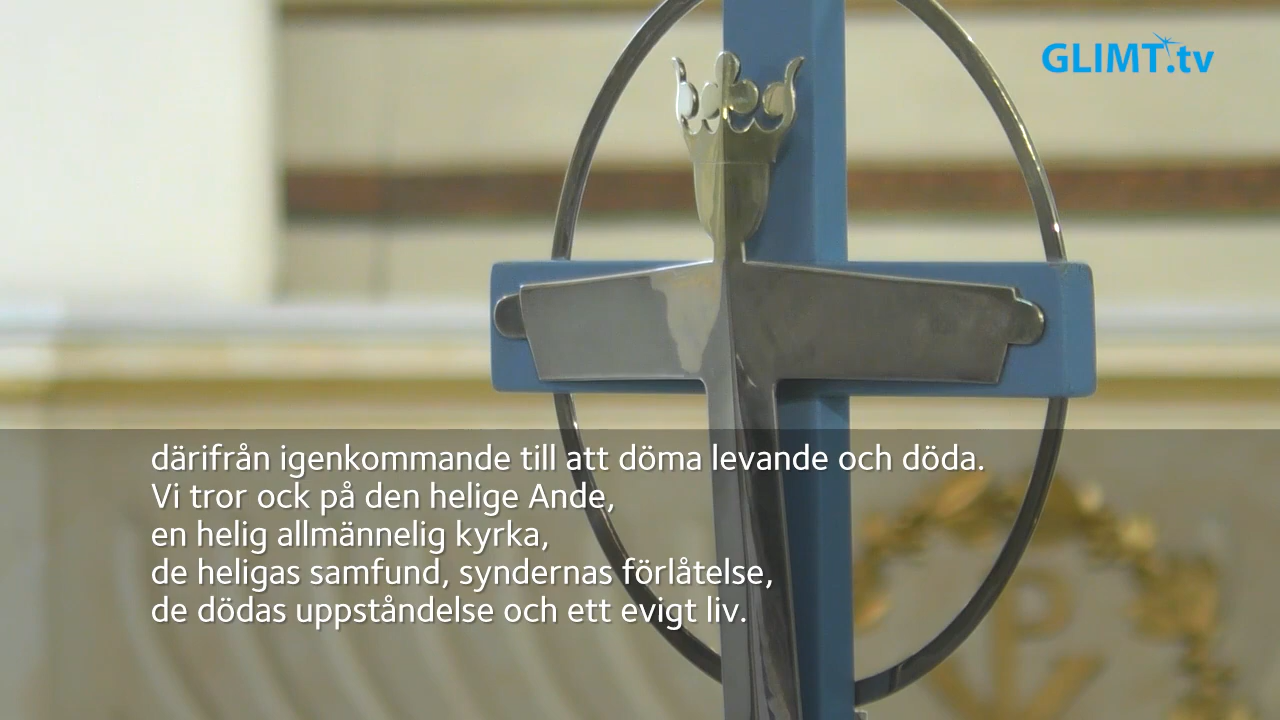 GLIMT.tv
därifrån igenkommande till att döma levande och döda.
Vi tror ock på den helige Ande,
en helig allmännelig kyrka,
de heligas samfund, syndernas förlåtelse,
de dödas uppståndelse och ett evigt liv.